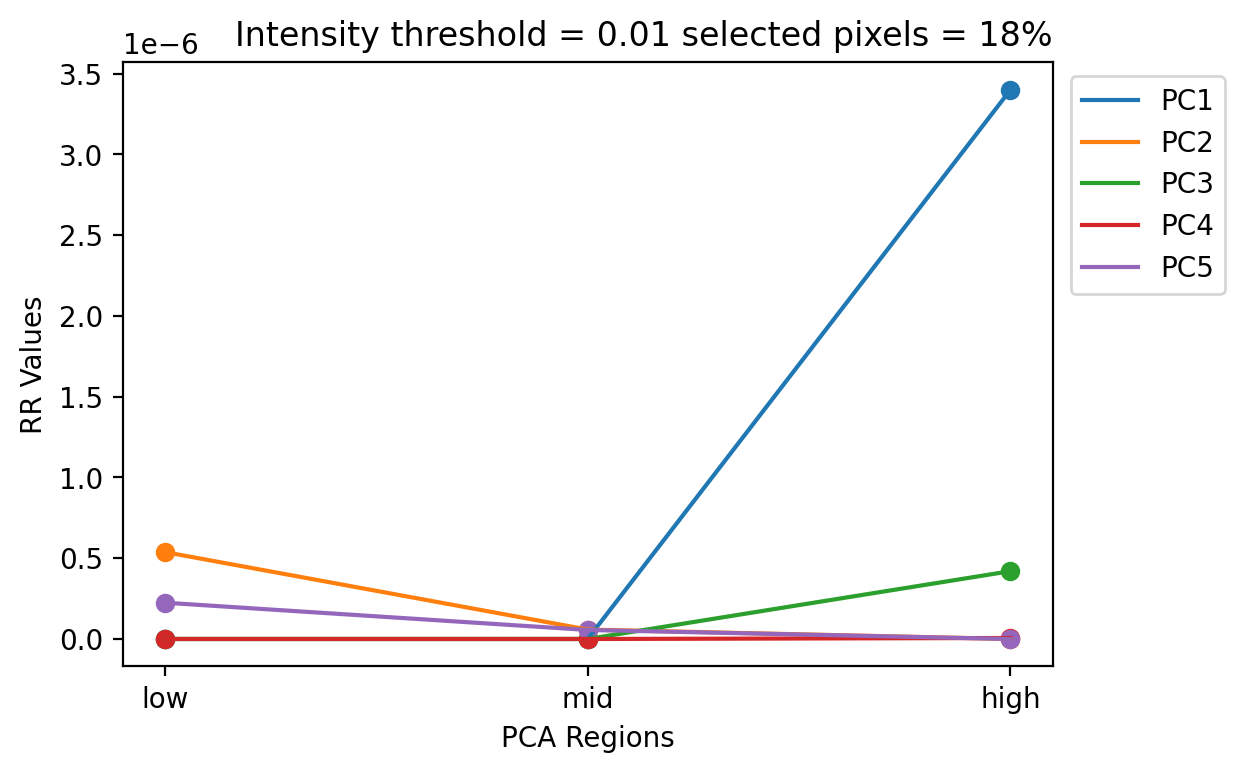 1e−6
Intensity threshold = 0.01 selected pixels = 18%
3.5
3.0
2.5
2.0
1.5
1.0
0.5
0.0
RR Values
low
mid
high
PCA Regions
PC1
PC2
PC3
PC4
PC5